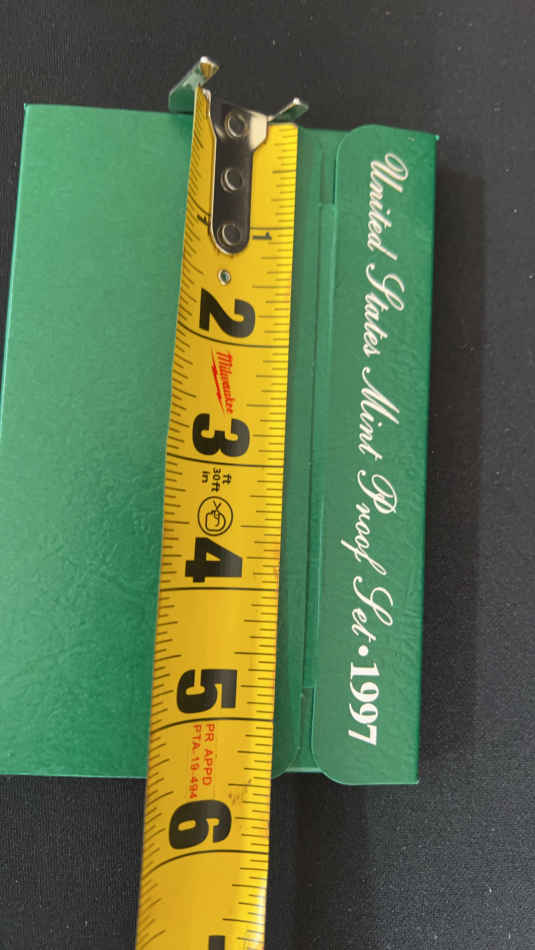 United States Mint Proof Set • 1997
1
1
2
Milwaukee
3
ft
30ft
in
4
5
PR APPD
PTA-19-494
6